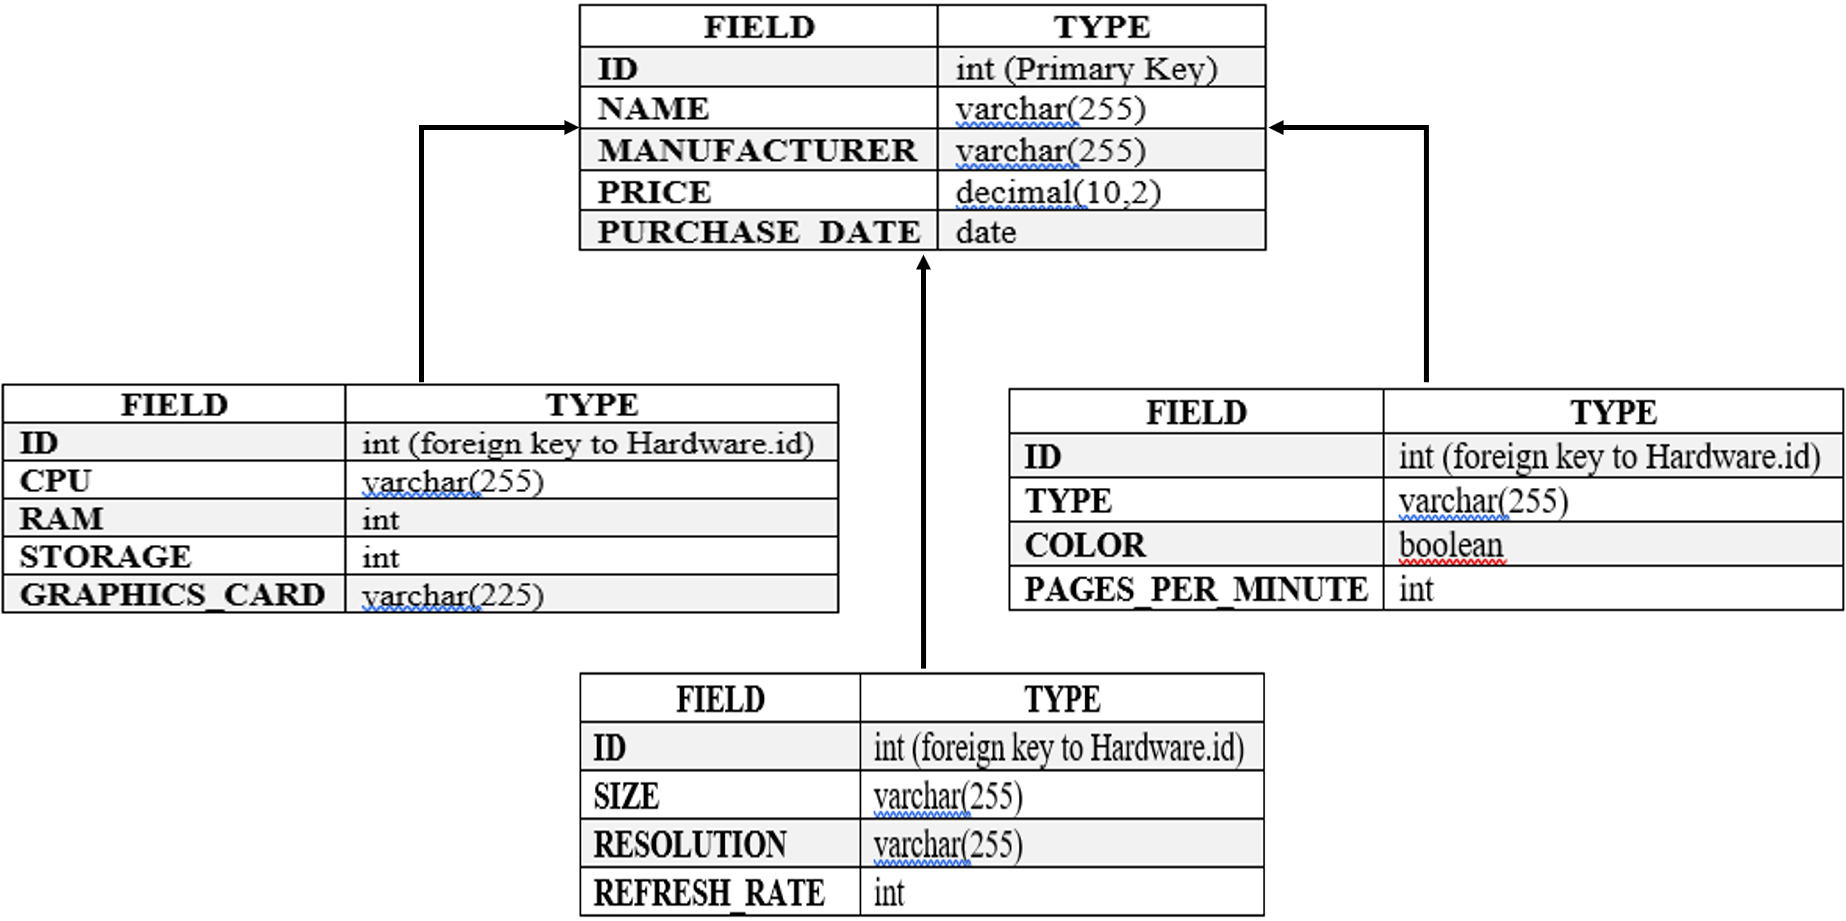 FIELD TYPE
ID int (Primary Key)
NAME varchar(255)
MANUFACTURER varchar(255)
PRICE decimal(10,2)
PURCHASE_DATE date
FIELD TYPE
ID int (foreign key to Hardware.id)
CPU varchar(255)
RAM int
STORAGE int
GRAPHICS_CARD varchar(225)
FIELD TYPE
ID int (foreign key to Hardware.id)
TYPE varchar(255)
COLOR boolean
PAGES_PER_MINUTE int
FIELD TYPE
ID int (foreign key to Hardware.id)
SIZE varchar(255)
RESOLUTION varchar(255)
REFRESH_RATE int